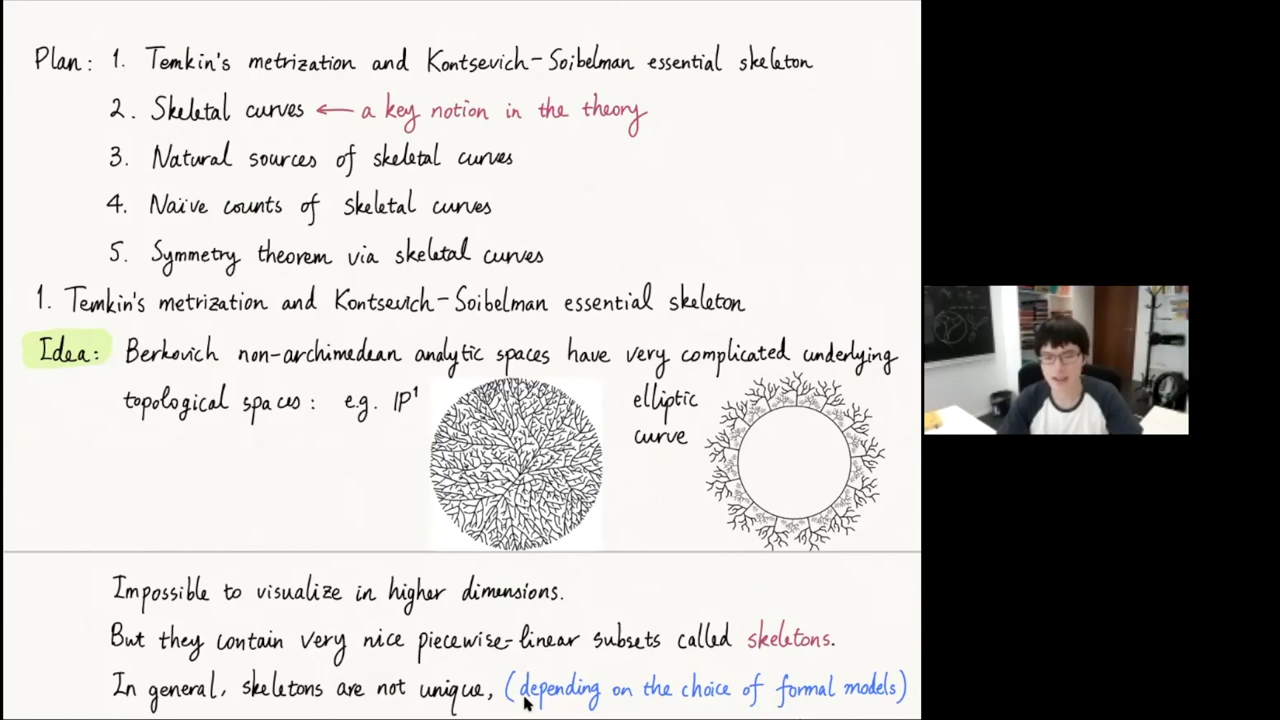 Plan: 1. Temkin's metrization and Kontsevich-Soibelman essential skeleton
2. Skeletal curves ← a key notion in the theory
3. Natural sources of skeletal curves
4. Naïve counts of skeletal curves
5. Symmetry theorem via skeletal curves
1. Temkin's metrization and Kontsevich-Soibelman essential skeleton
Idea: Berkovich non-archimedean analytic spaces have very complicated underlying
topological spaces: e.g. IP¹ elliptic
curve
Impossible to visualize in higher dimensions.
But they contain very nice piecewise-linear subsets called skeletons.
In general, skeletons are not unique, (depending on the choice of formal models)